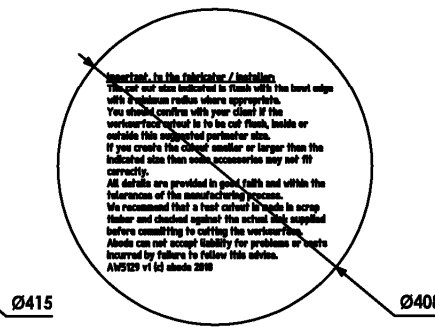 Important. to the fabricator / installer:
The cut out size indicated is flush with the bowl edge
with a minimum radius where appropriate.
You should confirm with your client if the
worksurface cutout is to be cut flush, inside or
outside this suggested perimeter size.
If you create the cutout smaller or larger than the
indicated size then some accessories may not fit
correctly.
All details are provided in good faith and within the
tolerances of the manufacturing process.
We recommend that a test cutout is made in scrap
timber and checked against the actual sink supplied
before committing to cutting the worksurface.
Abode can not accept liability for problems or costs
incurred by failure to follow this advise.
AW5129 v1 (c) abode 2010
Ø415